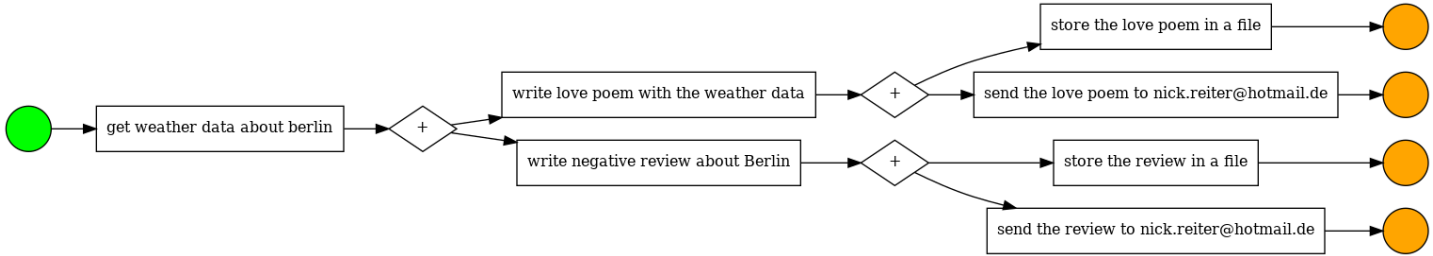 get weather data about berlin
+
write love poem with the weather data
+
store the love poem in a file
send the love poem to nick.reiter@hotmail.de
write negative review about Berlin
+
store the review in a file
send the review to nick.reiter@hotmail.de